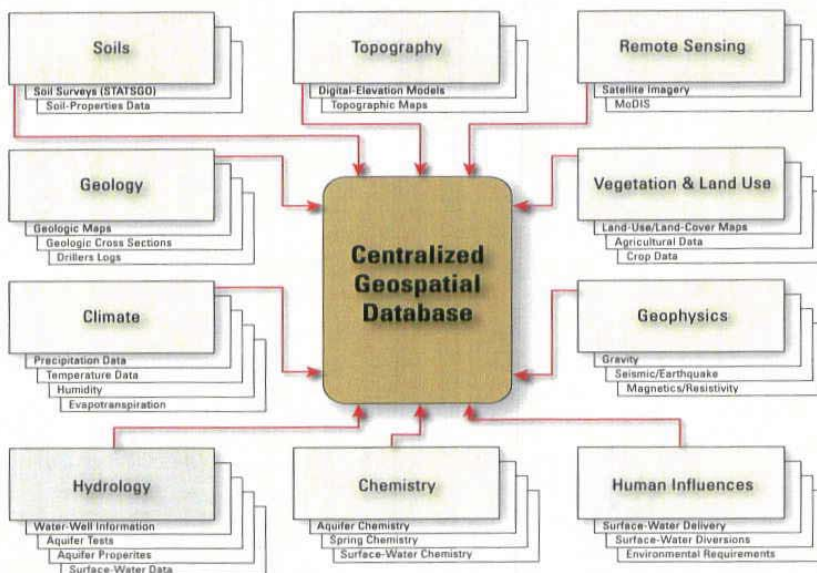 Soils
Soil Surveys (STATSGO)
Soil-Properties Data
Topography
Digital-Elevation Models
Topographic Maps
Remote Sensing
Satellite Imagery
MoDIS
Geology
Geologic Maps
Geologic Cross Sections
Drillers Logs
Centralized
Geospatial
Database
Vegetation & Land Use
Land-Use/Land-Cover Maps
Agricultural Data
Crop Data
Climate
Precipitation Data
Temperature Data
Humidity
Evapotranspiration
Geophysics
Gravity
Seismic/Earthquake
Magnetics/Resistivity
Hydrology
Water-Well Information
Aquifer Tests
Aquifer Properites
Surface-Water Data
Chemistry
Aquifer Chemistry
Spring Chemistry
Surface-Water Chemistry
Human Influences
Surface-Water Delivery
Surface-Water Diversions
Environmental Requirements